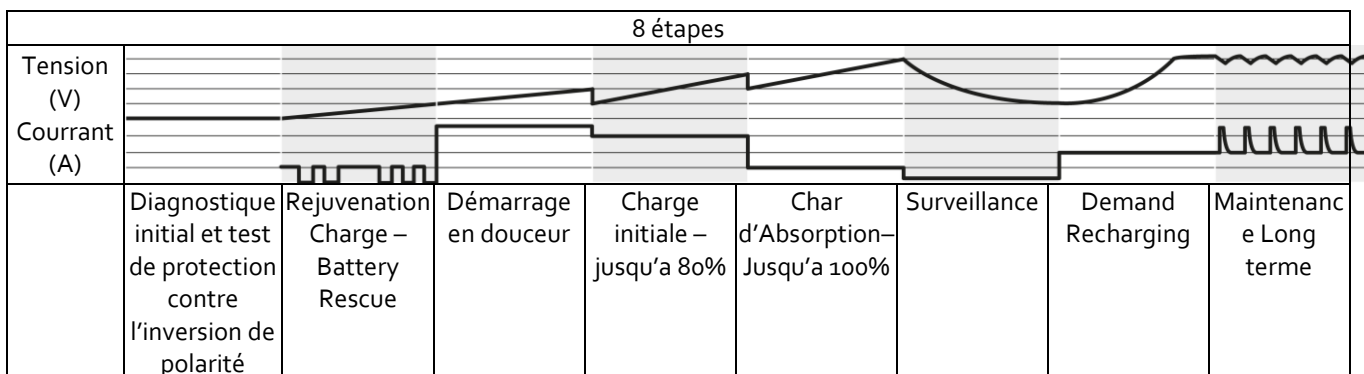 8 étapes
Tension
(V)
Courrant
(A)
Diagnostique
initial et test
de protection
contre
l'inversion de
polarité
Rejuvenation
Charge –
Battery
Rescue
Démarrage
en douceur
Charge
initiale –
jusqu'a 80%
Char
d'Absorption–
Jusqu'a 100%
Surveillance
Demand
Recharging
Maintenanc
e Long
terme